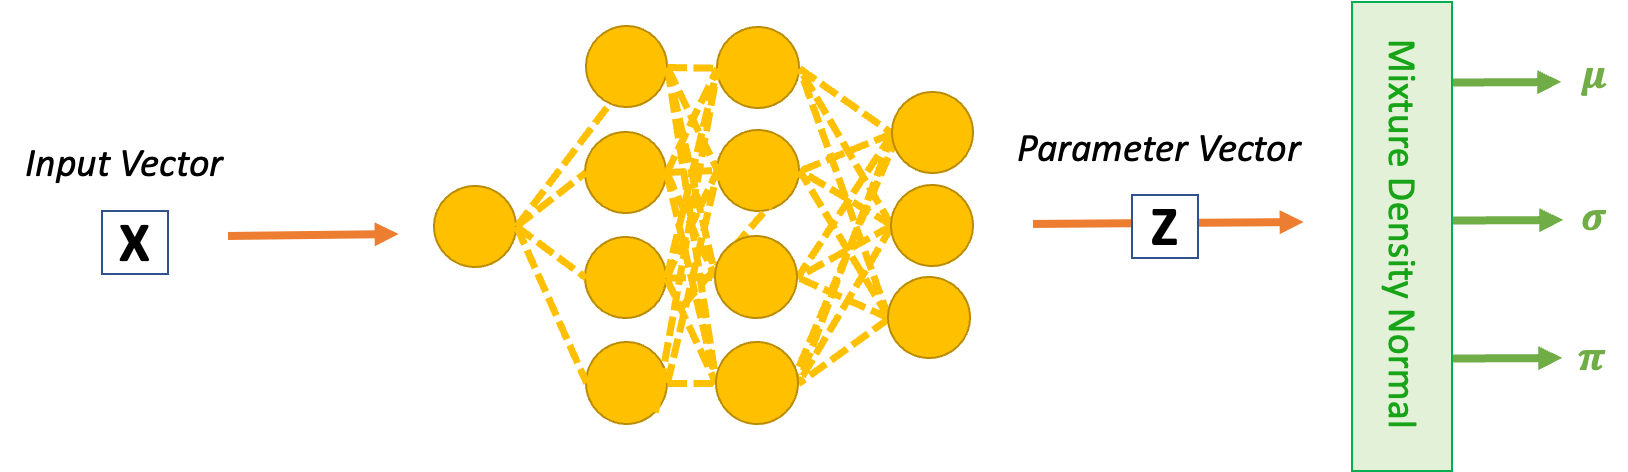 Input Vector
X
Parameter Vector
Z
Mixture Density Normal
μ
σ
π